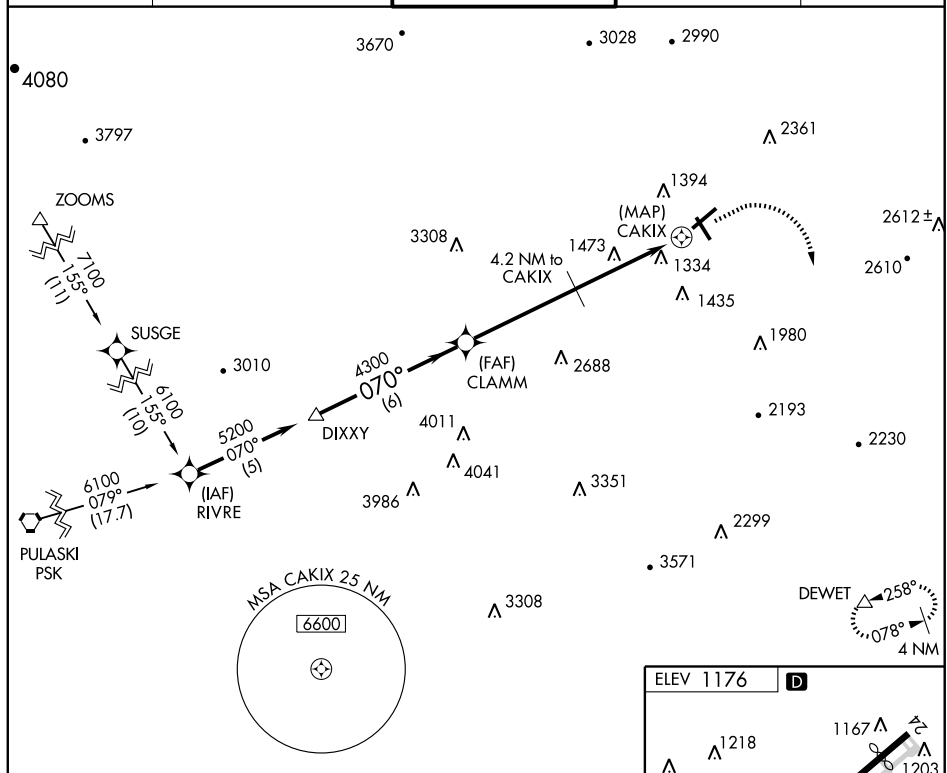 3670
3028
2990
4080
3797
2361
ZOOMS
1394
(MAP)
CAKIX
2612 ±
3308
1473
4.2 NM to
CAKIX
1334
2610
7100
155°
(11)
1435
SUSGE
1980
3010
(FAF)
CLAMM
2688
6100
155°
(10)
4300
070°
(6)
DIXXY
2193
5200
070°
(5)
4011
2230
4041
6100
079°
(17.7)
(IAF)
RIVRE
3986
3351
2299
PULASKI
PSK
3571
MSA CAKIX 25 NM
6600
3308
DEWET
258°
078°
4 NM
ELEV 1176
D
1167
24
1218
1203